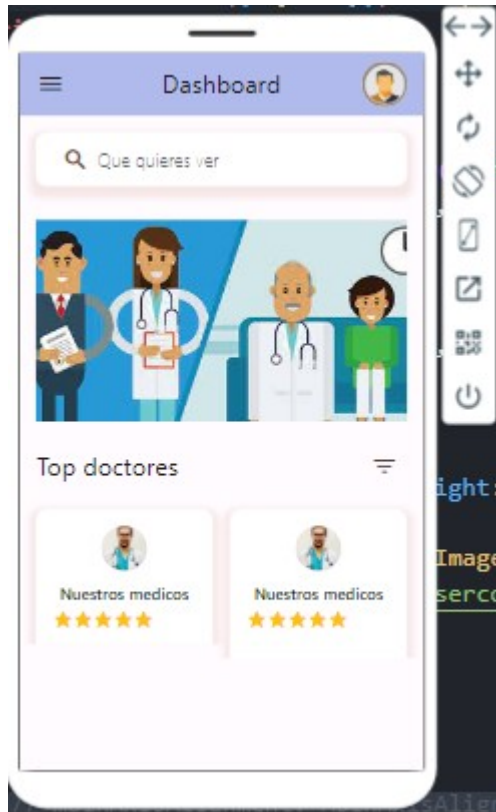 Dashboard
Que quieres ver
Top doctores
Nuestros medicos
Nuestros medicos
ight:
Image
serco